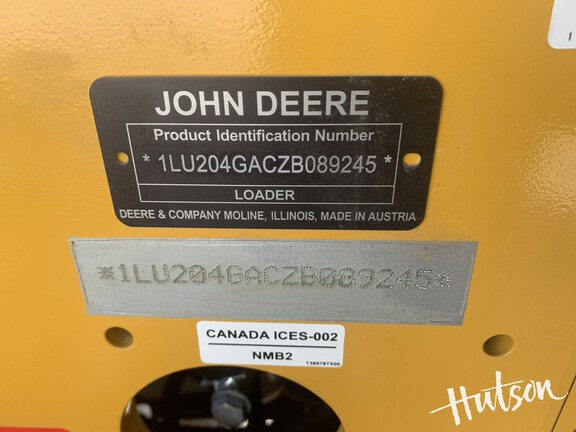 JOHN DEERE
Product Identification Number
* 1LU204GACZB089245 *
LOADER
DEERE & COMPANY MOLINE, ILLINOIS, MADE IN AUSTRIA
*1LU204GACZB089245*
CANADA ICES-002
NMB2
Hutson